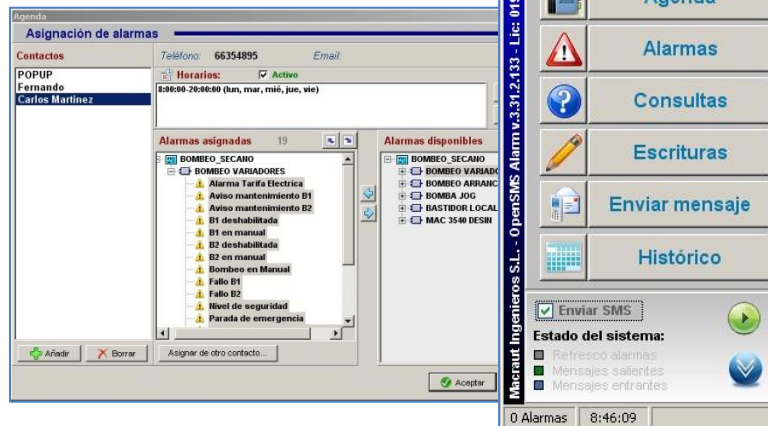 Agenda
Asignación de alarmas
Contactos
POPUP
Fernando
Carlos Martinez
Añadir
Borrar
Teléfono: 66354895 Email:
Horarios: Activo
8:00:00-20:00:00 (lun, mar, mié, jue, vie)
Alarmas asignadas 19
BOMBEO_SECANO
BOMBEO VARIADORES
Alarma Tarifa Electrica
Aviso mantenimiento B1
Aviso mantenimiento B2
B1 deshabilitada
B1 en manual
B2 deshabilitada
B2 en manual
Bombeo en Manual
Fallo B1
Fallo B2
Nivel de seguridad
Parada de emergencia
Asignar de otro contacto...
Alarmas disponibles
BOMBEO_SECANO
BOMBEO VARIADO
BOMBEO ARRANC
BOMBA JOG
BASTIDOR LOCAL
MAC 3540 DESIN
Aceptar
Macraut Ingenieros S.L. - OpenSMS Alarm v.3.31.2.133 - Lic: 019
Agenda
Alarmas
Consultas
Escrituras
Enviar mensaje
Histórico
Enviar SMS
Estado del sistema:
Refresco alarmas
Mensajes salientes
Mensajes entrantes
0 Alarmas 8:46:09